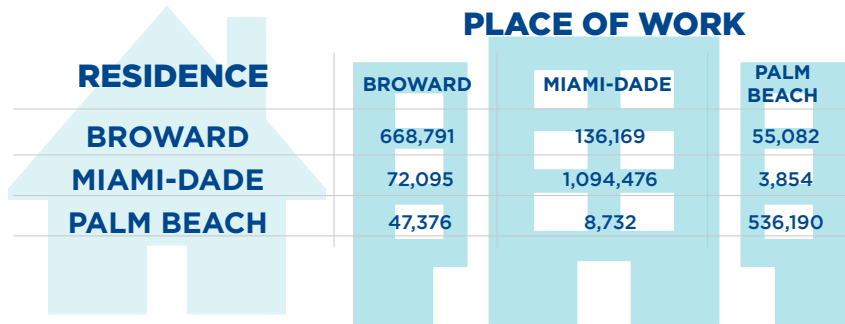 PLACE OF WORK
RESIDENCE
BROWARD MIAMI-DADE PALM BEACH
BROWARD 668,791 136,169 55,082
MIAMI-DADE 72,095 1,094,476 3,854
PALM BEACH 47,376 8,732 536,190